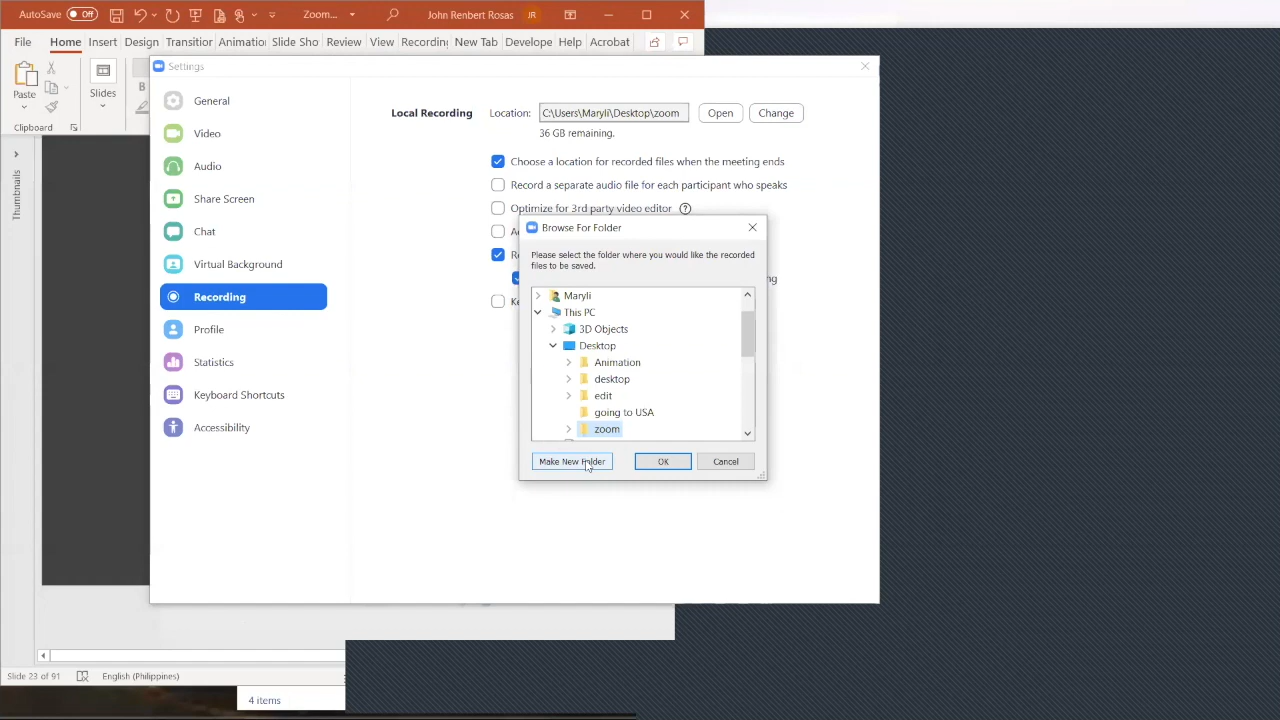 AutoSave Off Zoom... John Renbert Rosas JR
File Home Insert Design Transition Animation Slide Sho Review View Recording New Tab Develope Help Acrobat
Paste
Slides
B
Clipboard
Thumbnails
Slide 23 of 91 English (Philippines)
4 items
Settings
General
Video
Audio
Share Screen
Chat
Virtual Background
Recording
Profile
Statistics
Keyboard Shortcuts
Accessibility
Local Recording Location: C:\Users\Maryli\Desktop\zoom Open Change
36 GB remaining.
Choose a location for recorded files when the meeting ends
Record a separate audio file for each participant who speaks
Optimize for 3rd party video editor ?
Browse For Folder
Please select the folder where you would like the recorded
files to be saved.
Maryli
This PC
3D Objects
Desktop
Animation
desktop
edit
going to USA
zoom
Make New Folder OK Cancel